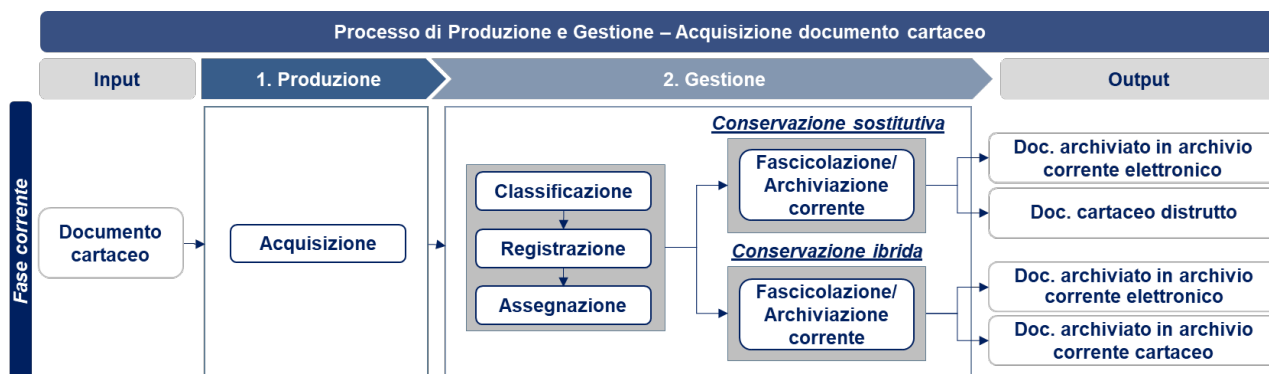 Processo di Produzione e Gestione – Acquisizione documento cartaceo
Input
1. Produzione
2. Gestione
Output
Fase corrente
Documento
cartaceo
Acquisizione
Classificazione
Registrazione
Assegnazione
Conservazione sostitutiva
Fascicolazione/
Archiviazione
corrente
Conservazione ibrida
Fascicolazione/
Archiviazione
corrente
Doc. archiviato in archivio
corrente elettronico
Doc. cartaceo distrutto
Doc. archiviato in archivio
corrente elettronico
Doc. archiviato in archivio
corrente cartaceo